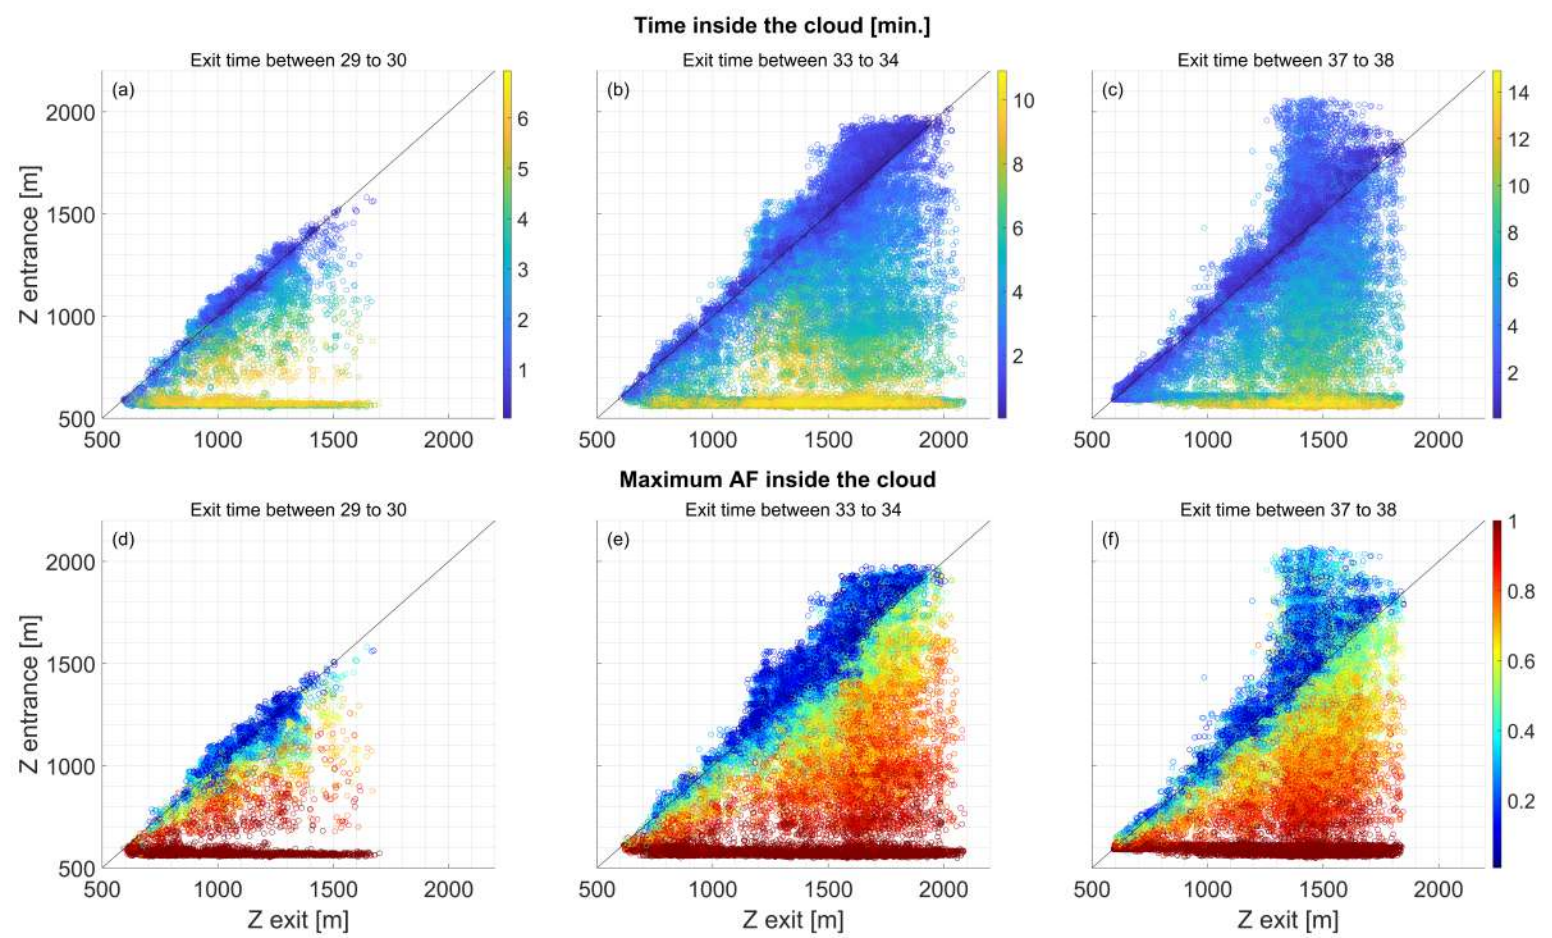 Time inside the cloud [min.]
Exit time between 29 to 30
Exit time between 33 to 34
Exit time between 37 to 38
(a)
(b)
(c)
Z entrance [m]
2000
1500
1000
500
500
1000
1500
2000
6
5
4
3
2
1
500
1000
1500
2000
10
8
6
4
2
500
1000
1500
2000
14
12
10
8
6
4
2
Maximum AF inside the cloud
Exit time between 29 to 30
Exit time between 33 to 34
Exit time between 37 to 38
(d)
(e)
(f)
Z entrance [m]
2000
1500
1000
500
500
1000
1500
2000
500
1000
1500
2000
500
1000
1500
2000
1
0.8
0.6
0.4
0.2
Z exit [m]
Z exit [m]
Z exit [m]